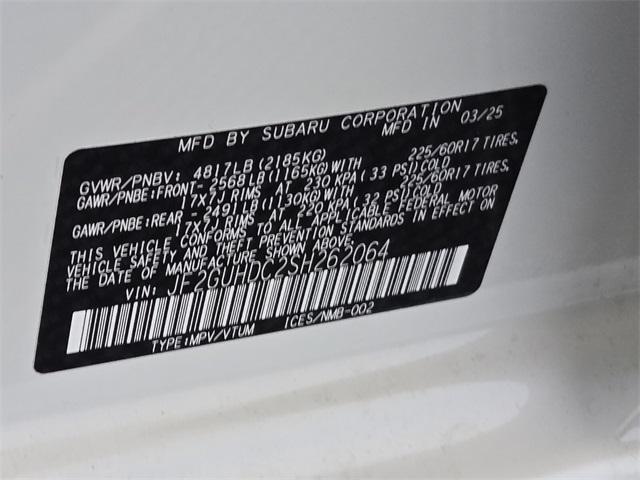 MFD BY SUBARU CORPORATION
MFD IN 03/25
GVWR/PNBV: 4817LB(2185KG)
GAWR/PNBE:FRONT- 2568LB(1165KG)WITH 225/60R17 TIRES,
17X7J RIMS AT 230 KPA(33 PSI)COLD
GAWR/PNBE:REAR - 2491LB(1130KG)WITH 225/60R17 TIRES,
17X7J RIMS AT 220 KPA(32 PSI)COLD
THIS VEHICLE CONFORMS TO ALL APPLICABLE FEDERAL MOTOR
VEHICLE SAFETY, THEFT PREVENTION STANDARDS IN EFFECT ON
THE DATE OF MANUFACTURE SHOWN ABOVE.
VIN: JF2GUHDC2SH262064
TYPE:MPV/VTUM ICES/NMB-002